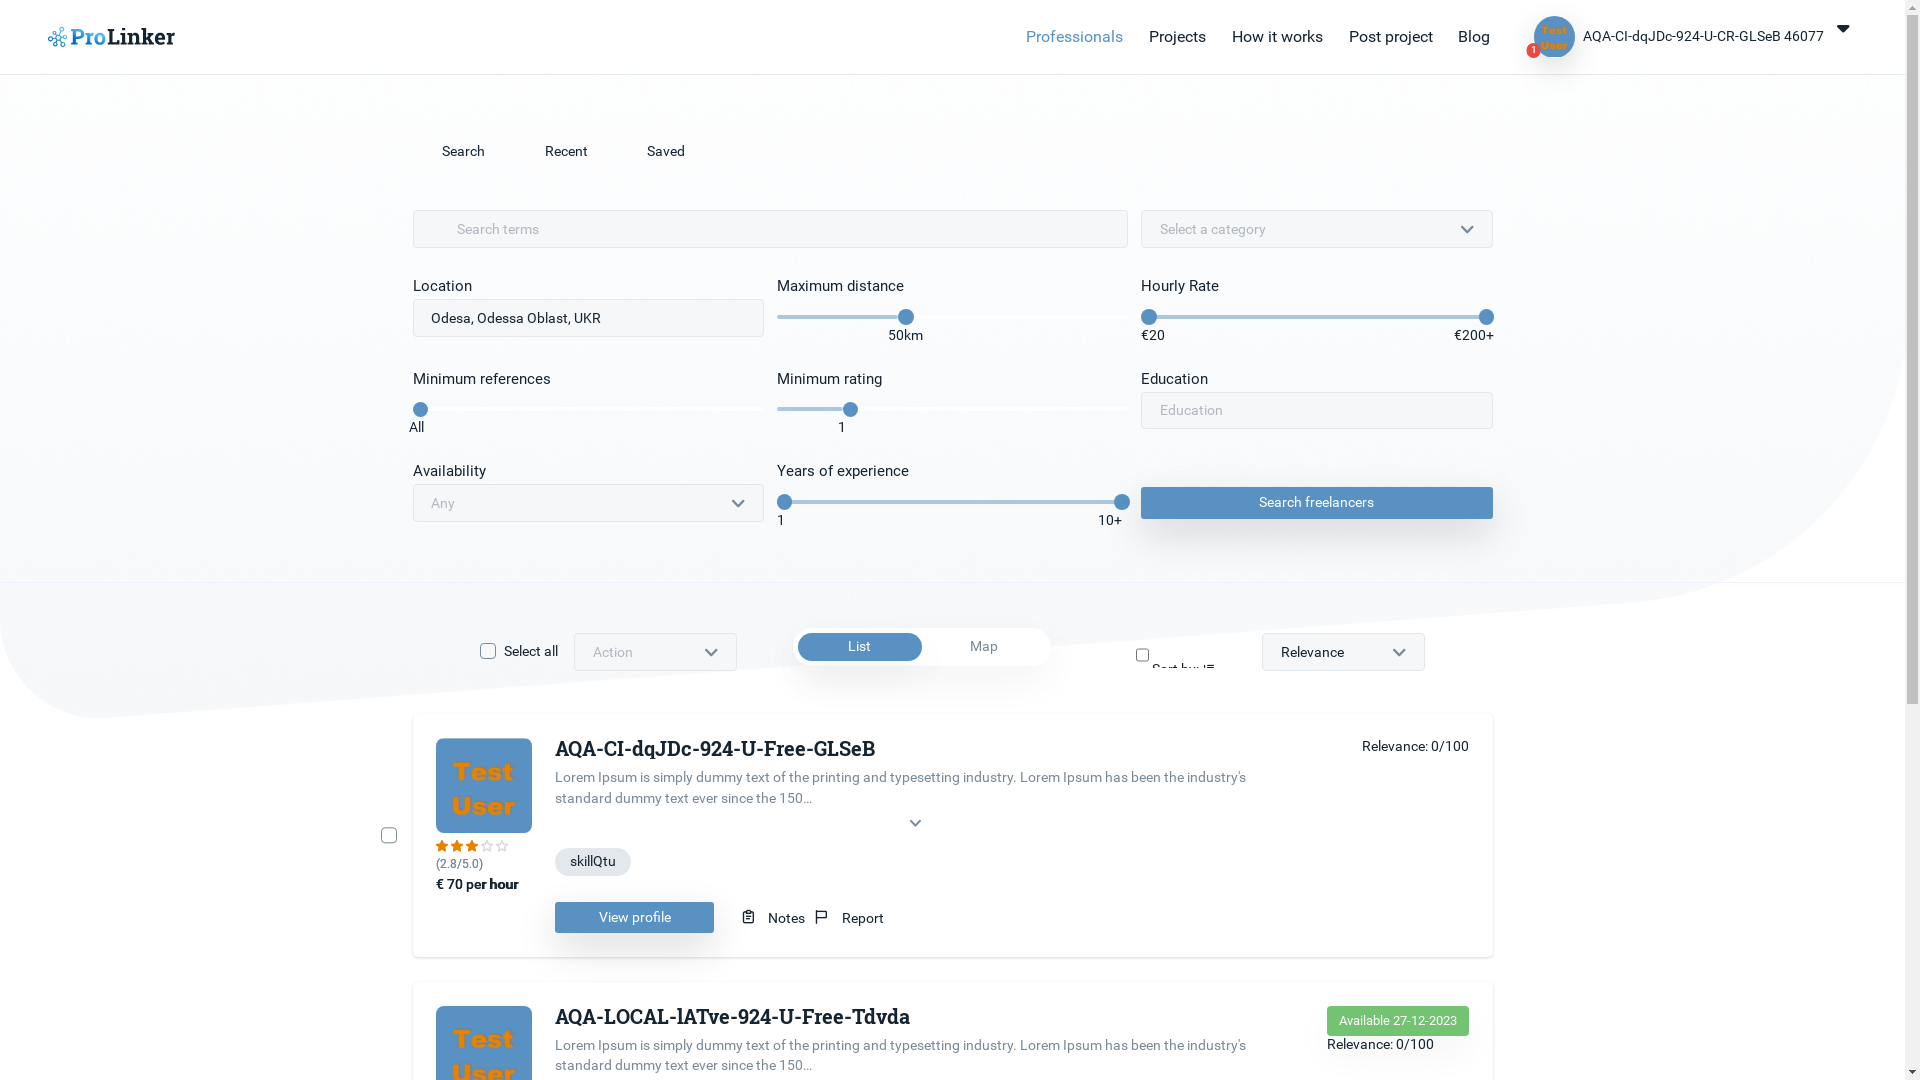 ProLinker
Professionals
Projects
How it works
Post project
Blog
Test
User
1
AQA-CI-dqJDc-924-U-CR-GLSeB 46077
Search
Recent
Saved
Search terms
Select a category
Location
Maximum distance
Hourly Rate
Odesa, Odessa Oblast, UKR
50km
€20
€200+
Minimum references
Minimum rating
Education
All
1
Education
Availability
Years of experience
Any
1
10+
Search freelancers
Select all
Action
List
Map
Sort by:
Relevance
Test
User
AQA-CI-dqJDc-924-U-Free-GLSeB
Relevance: 0/100
Lorem Ipsum is simply dummy text of the printing and typesetting industry. Lorem Ipsum has been the industry's
standard dummy text ever since the 150...
(2.8/5.0)
€ 70 per hour
skillQtu
View profile
Notes
Report
Test
User
AQA-LOCAL-lATve-924-U-Free-Tdvda
Available 27-12-2023
Relevance: 0/100
Lorem Ipsum is simply dummy text of the printing and typesetting industry. Lorem Ipsum has been the industry's
standard dummy text ever since the 150...